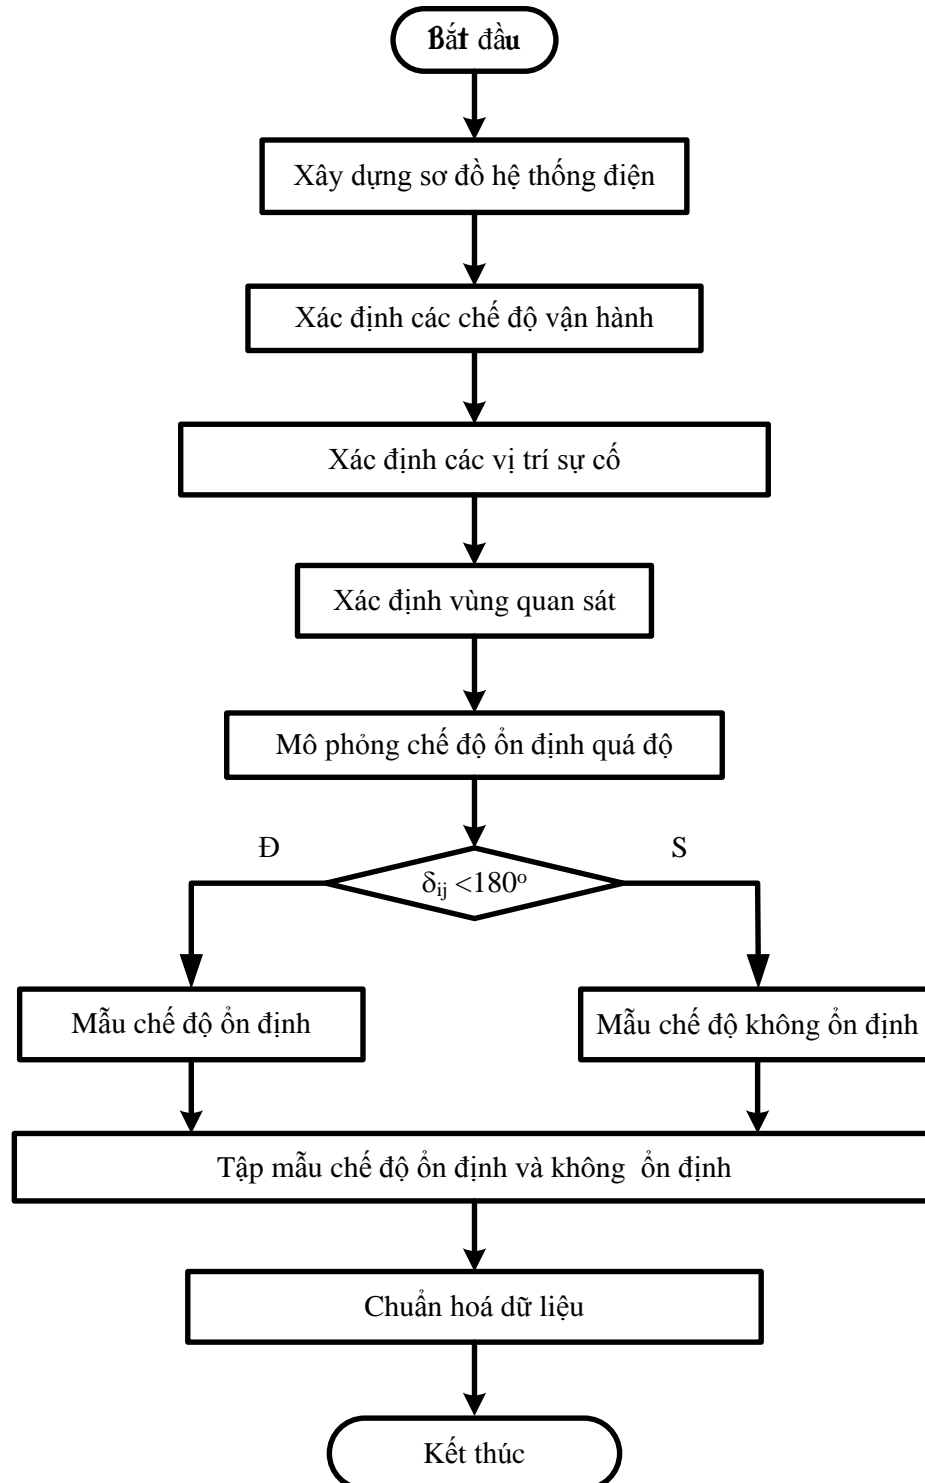 Bắt đầu
Xây dựng sơ đồ hệ thống điện
Xác định các chế độ vận hành
Xác định các vị trí sự cố
Xác định vùng quan sát
Mô phỏng chế độ ổn định quá độ
Đ
S
δij <180º
Mẫu chế độ ổn định
Mẫu chế độ không ổn định
Tập mẫu chế độ ổn định và không ổn định
Chuẩn hoá dữ liệu
Kết thúc